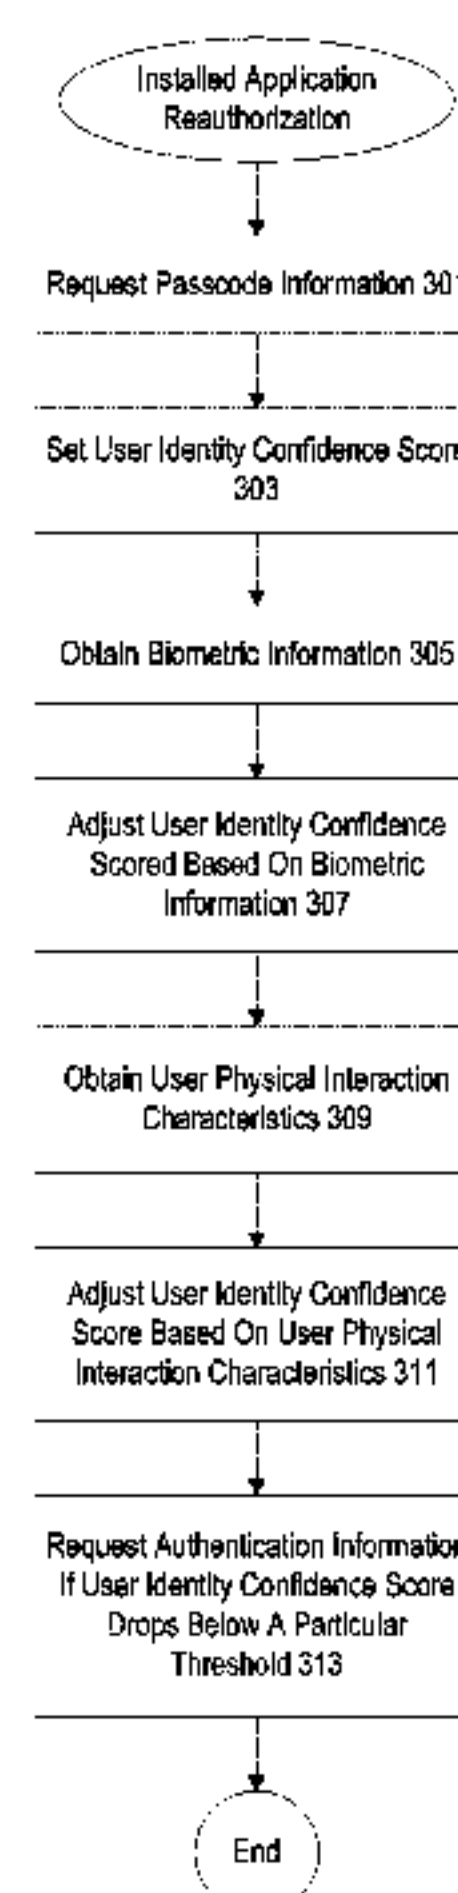 Installed Application
Reauthorization
Request Passcode Information 301
Set User Identity Confidence Score
303
Obtain Biometric Information 305
Adjust User Identity Confidence
Scored Based On Biometric
Information 307
Obtain User Physical Interaction
Characteristics 309
Adjust User Identity Confidence
Score Based On User Physical
Interaction Characteristics 311
Request Authentication Information
If User Identity Confidence Score
Drops Below A Particular
Threshold 313
End